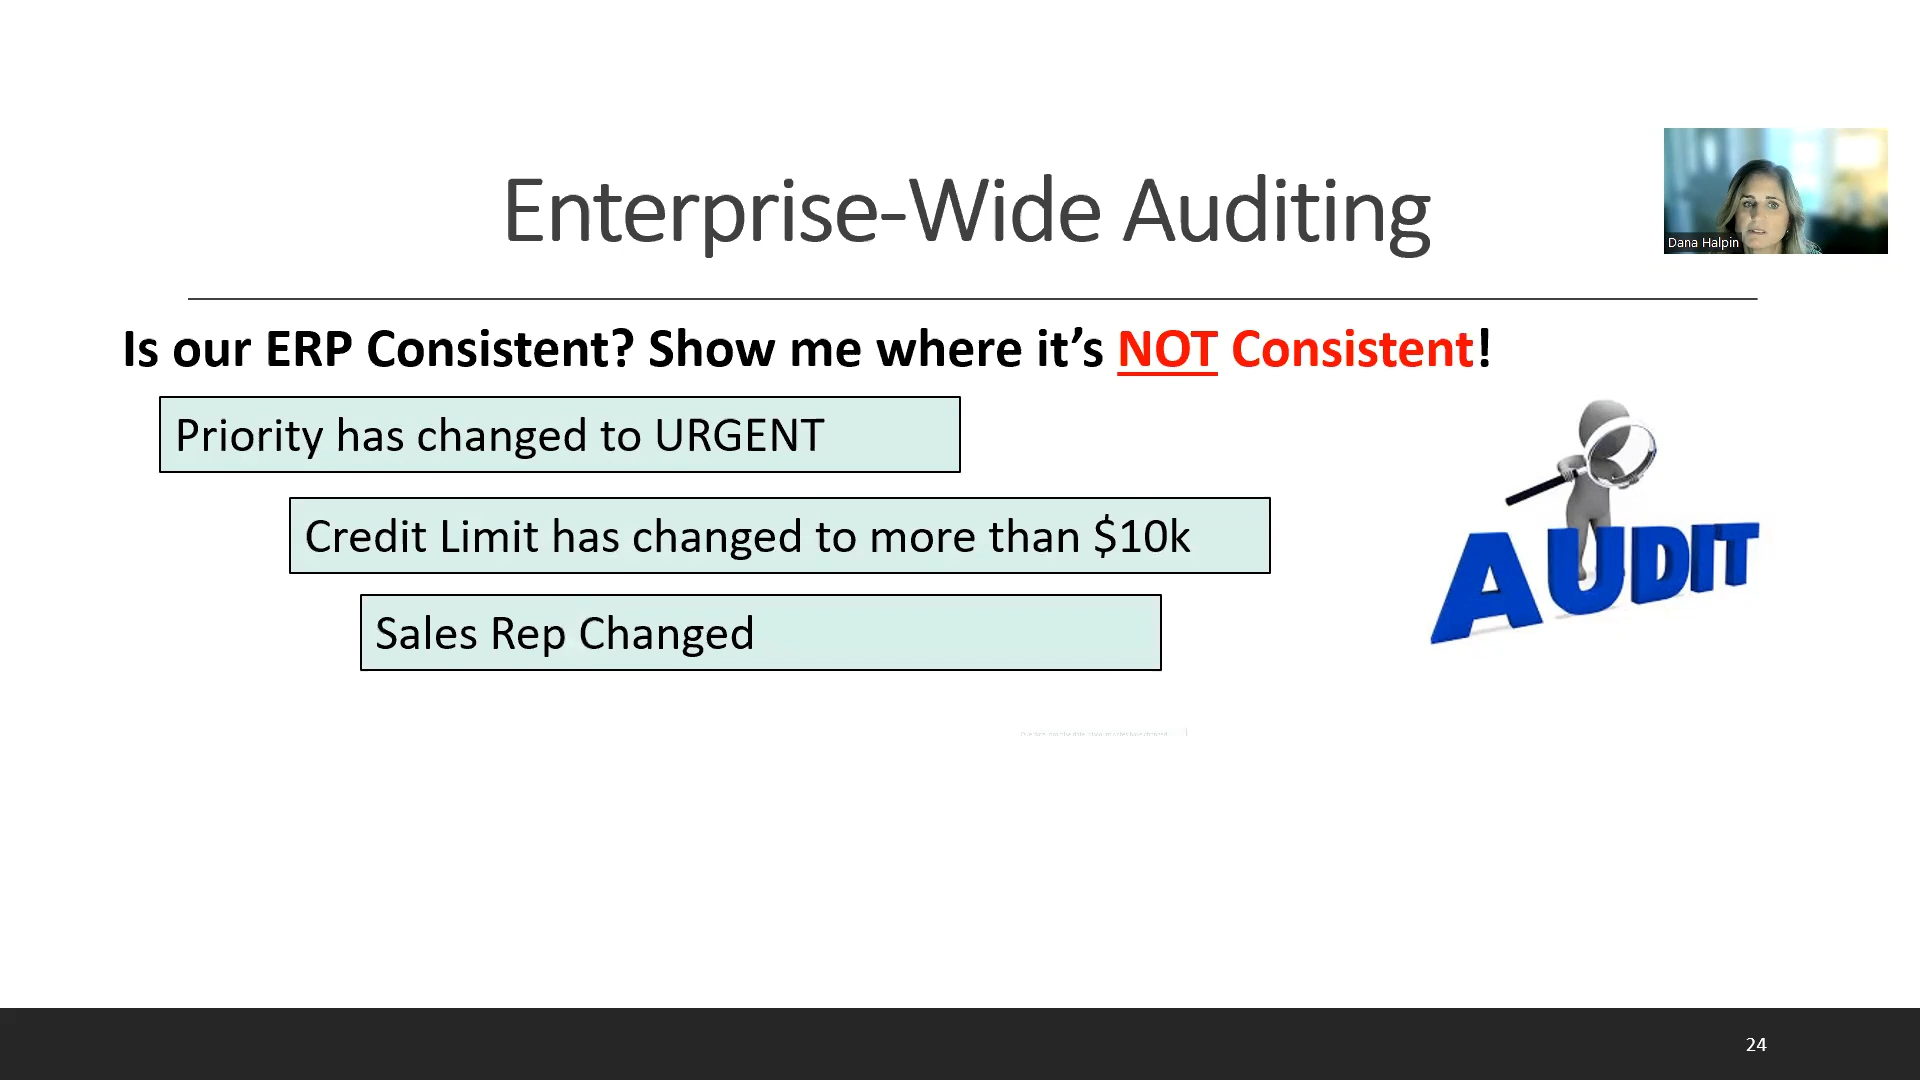 Enterprise-Wide Auditing
Dana Halpin
Is our ERP Consistent? Show me where it’s NOT Consistent!
Priority has changed to URGENT
Credit Limit has changed to more than $10k
Sales Rep Changed
AUDIT
24